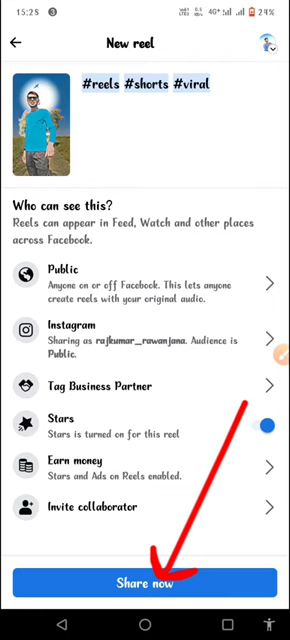 15:28
4G+
24%
New reel
#reels #shorts #viral
Who can see this?
Reels can appear in Feed, Watch and other places
across Facebook.
Public
Anyone on or off Facebook. This lets anyone
create reels with your original audio.
Instagram
Sharing as rajkumar_rawanjana. Audience is
Public.
Tag Business Partner
Stars
Stars is turned on for this reel
Earn money
Stars and Ads on Reels enabled.
Invite collaborator
Share now